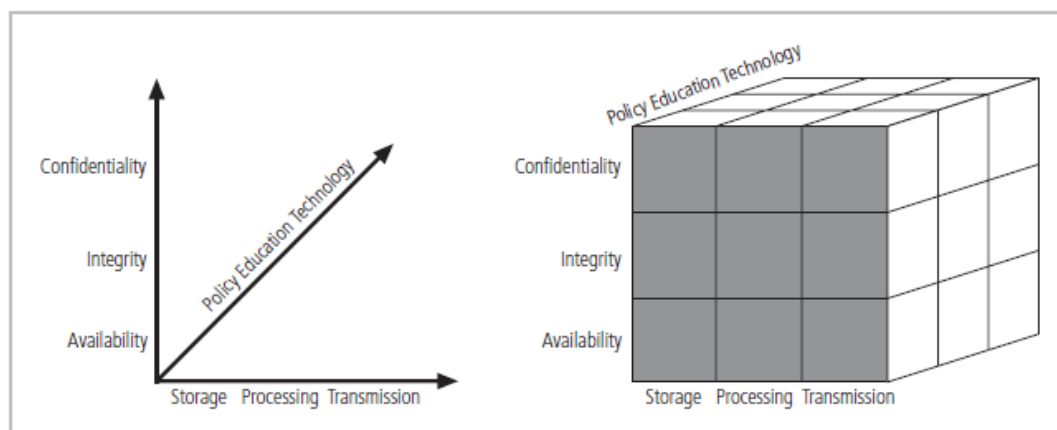 Confidentiality
Integrity
Availability
Policy Education Technology
Storage Processing Transmission
Policy Education Technology
Confidentiality
Integrity
Availability
Storage Processing Transmission